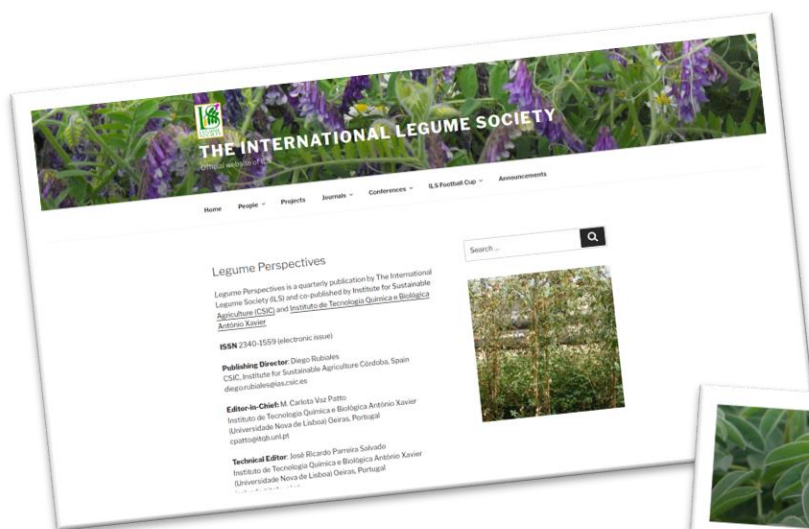 THE INTERNATIONAL LEGUME SOCIETY
Official website of ILS
Home People Projects Journals Conferences ILS Football Cup Announcements
Search ...
Legume Perspectives
Legume Perspectives is a quarterly publication by The International
Legume Society (ILS) and co-published by Institute for Sustainable
Agriculture (CSIC) and Instituto de Tecnologia Química e Biológica
António Xavier
ISSN 2340-1559 (electronic issue)
Publishing Director: Diego Rubiales
CSIC, Institute for Sustainable Agriculture Córdoba, Spain
diego.rubiales@ias.csic.es
Editor-in-Chief: M. Carlota Vaz Patto
Instituto de Tecnologia Química e Biológica António Xavier
(Universidade Nova de Lisboa) Oeiras, Portugal
cpatto@itqb.unl.pt
Technical Editor: José Ricardo Parreira Salvado
Instituto de Tecnologia Química e Biológica António Xavier
(Universidade Nova de Lisboa) Oeiras, Portugal